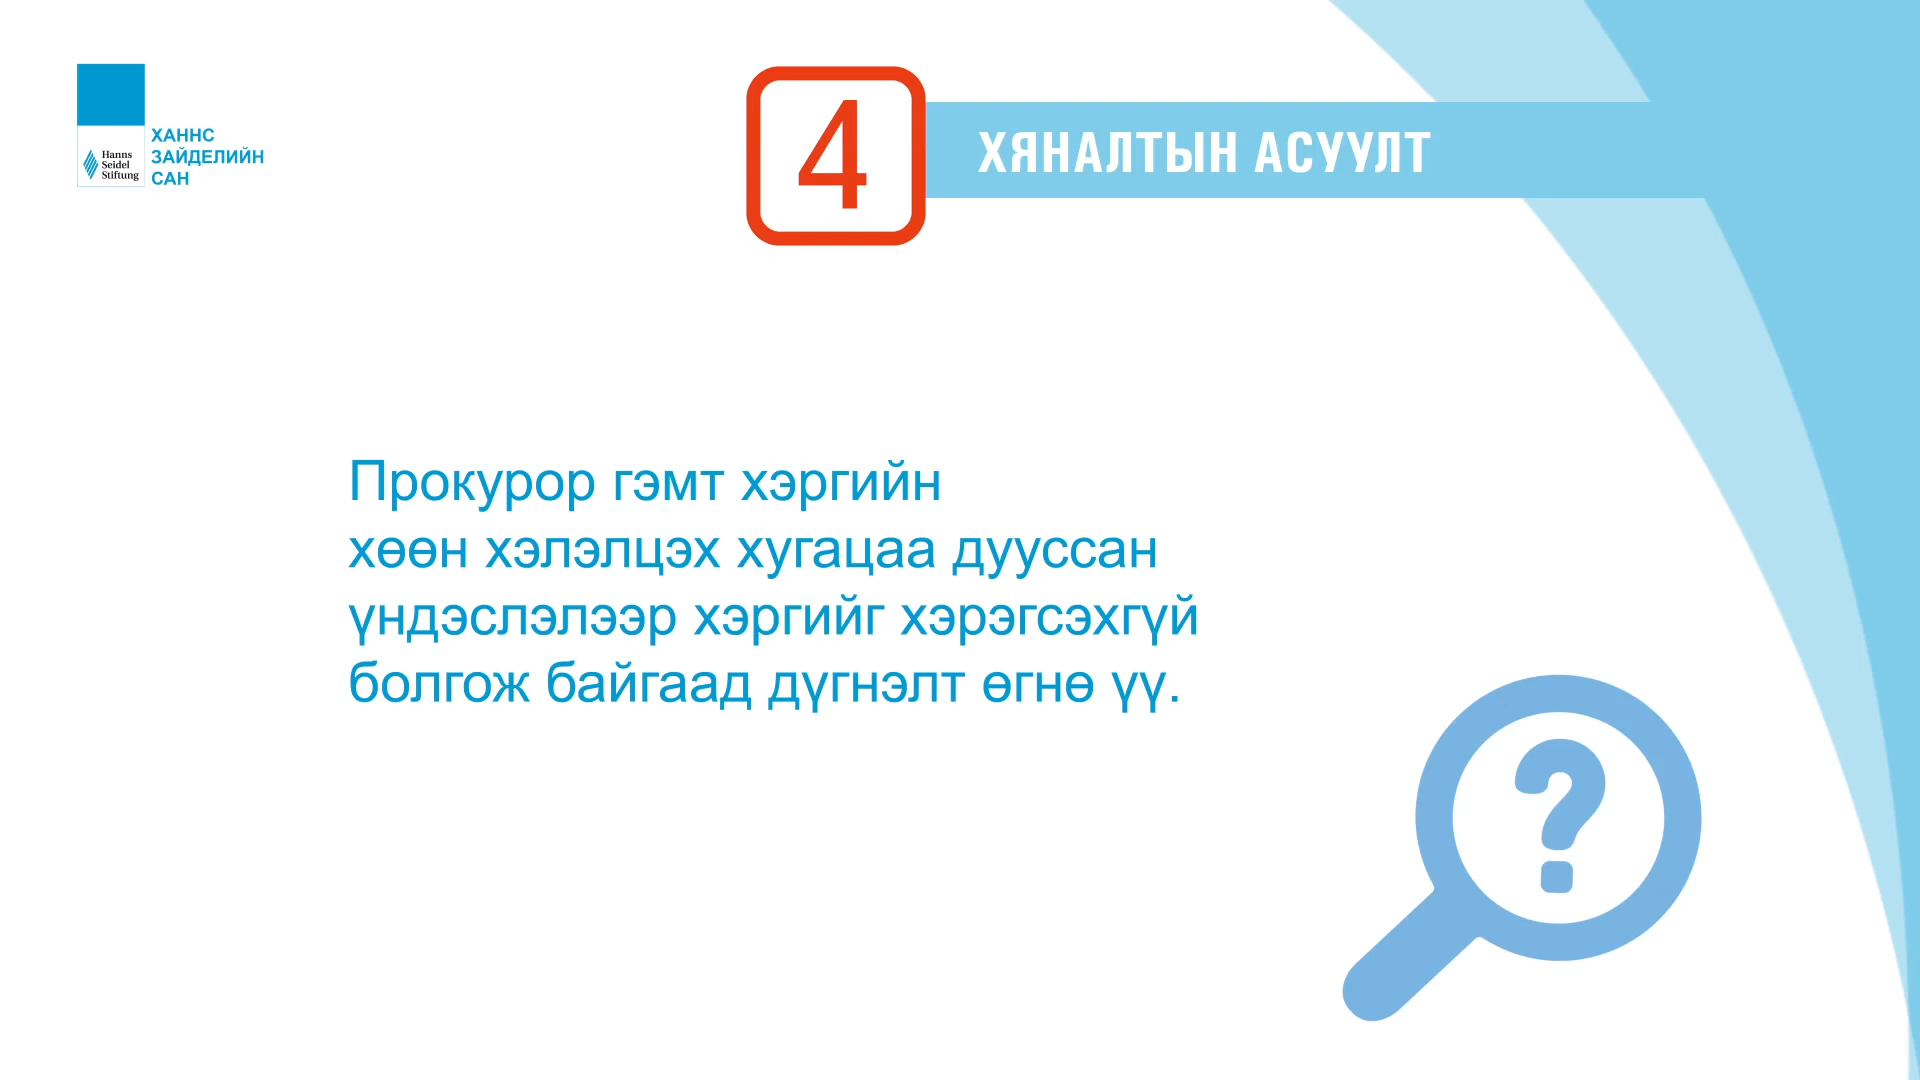 Hanns
Seidel
Stiftung
ХАННС
ЗАЙДЕЛИЙН
САН
4
ХЯНАЛТЫН АСУУЛТ
Прокурор гэмт хэргийн
хөөн хэлэлцэх хугацаа дууссан
үндэслэлээр хэргийг хэрэгсэхгүй
болгож байгаад дүгнэлт өгнө үү.